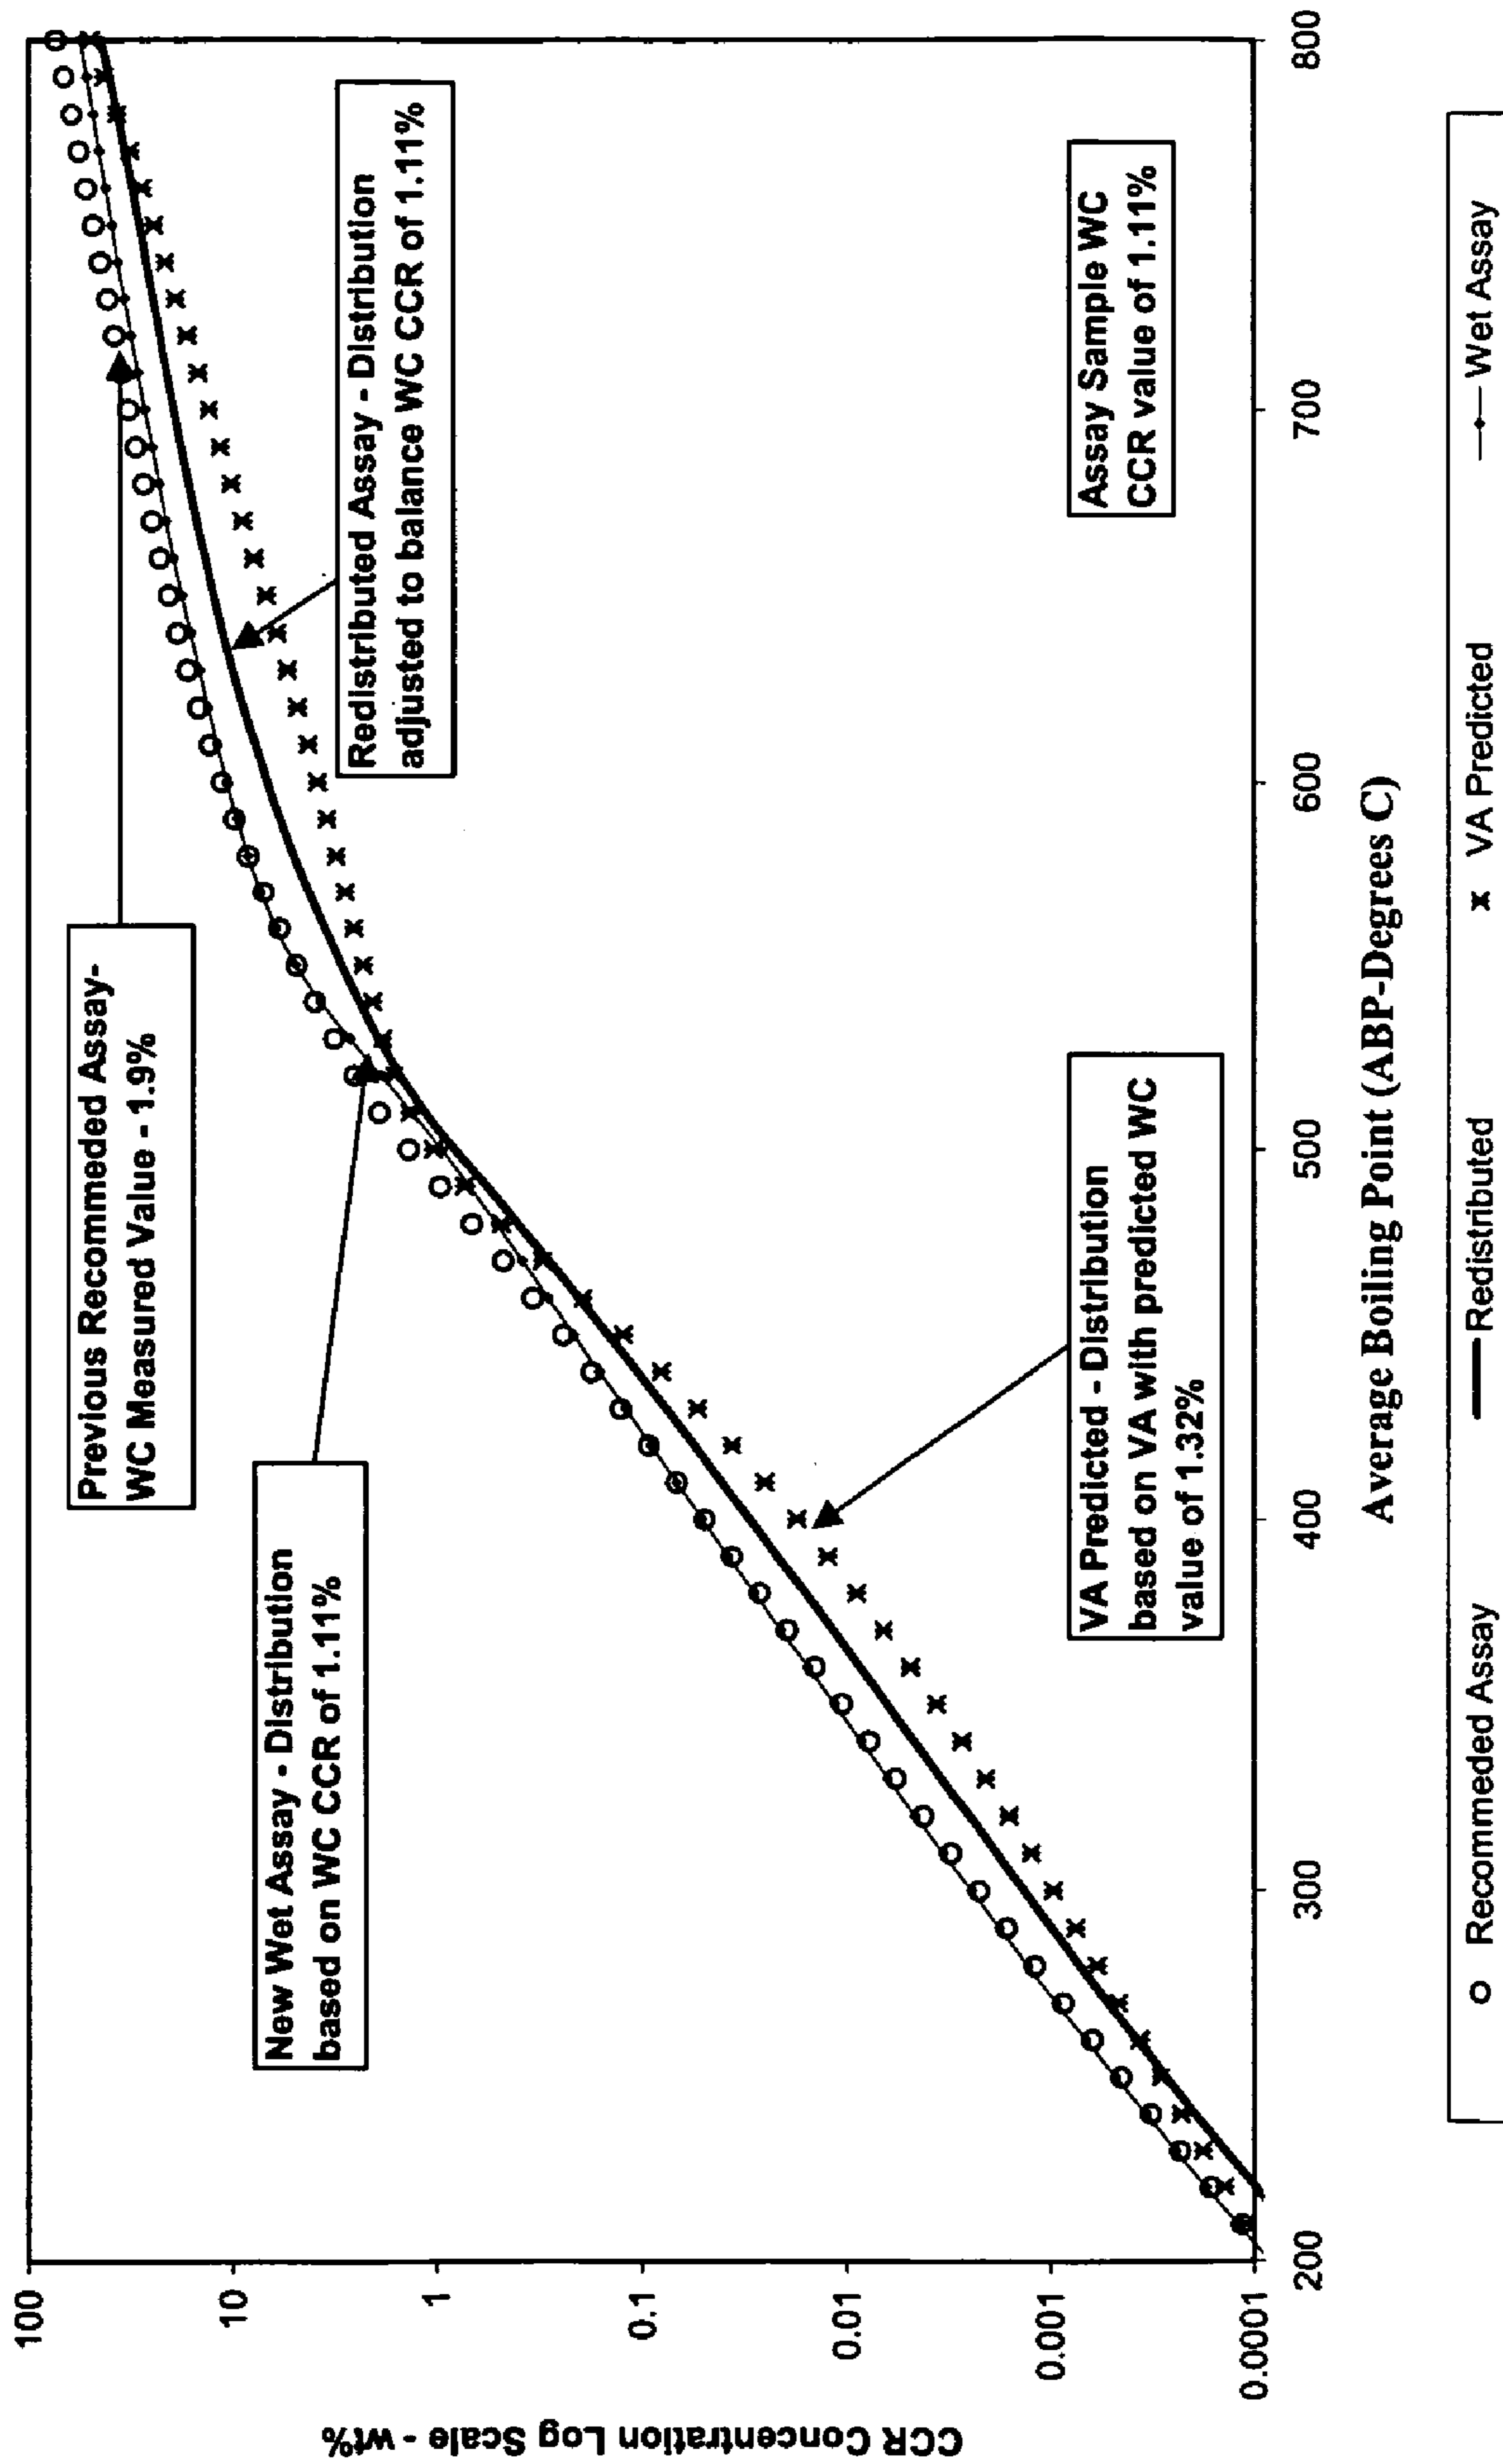 100
10
1
0.1
0.01
0.001
0.0001
CCR Concentration Log Scale - wt%
Previous Recommeded Assay-
WC Measured Value - 1.9%
New Wet Assay - Distribution
based on WC CCR of 1.11%
Redistributed Assay - Distribution
adjusted to balance WC CCR of 1.11%
VA Predicted - Distribution
based on VA with predicted WC
value of 1.32%
Assay Sample WC
CCR value of 1.11%
200
300
400
500
600
700
800
Average Boiling Point (ABP-Degrees C)
Recommeded Assay
Redistributed
VA Predicted
Wet Assay